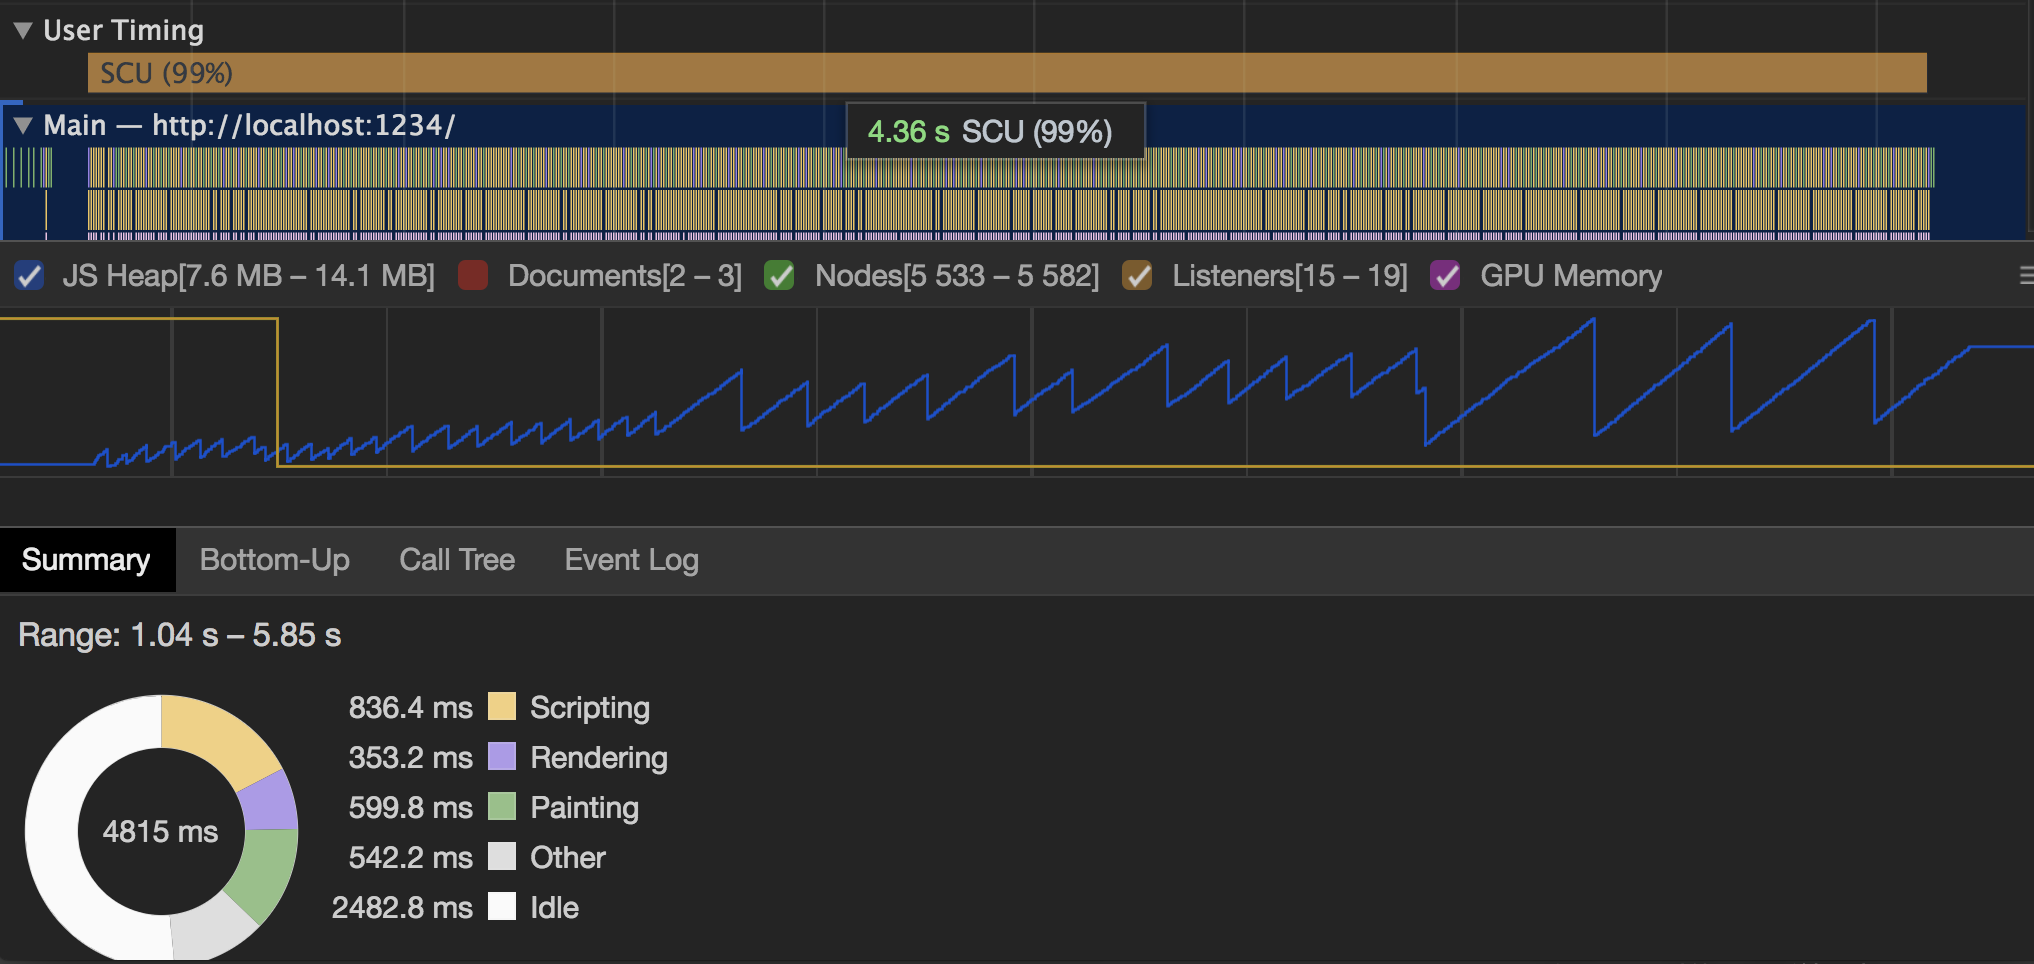 User Timing
SCU (99%)
Main — http://localhost:1234/
4.36 s SCU (99%)
JS Heap[7.6 MB – 14.1 MB] Documents[2 – 3] Nodes[5 533 – 5 582] Listeners[15 – 19] GPU Memory
Summary Bottom-Up Call Tree Event Log
Range: 1.04 s – 5.85 s
836.4 ms Scripting
353.2 ms Rendering
599.8 ms Painting
4815 ms
542.2 ms Other
2482.8 ms Idle